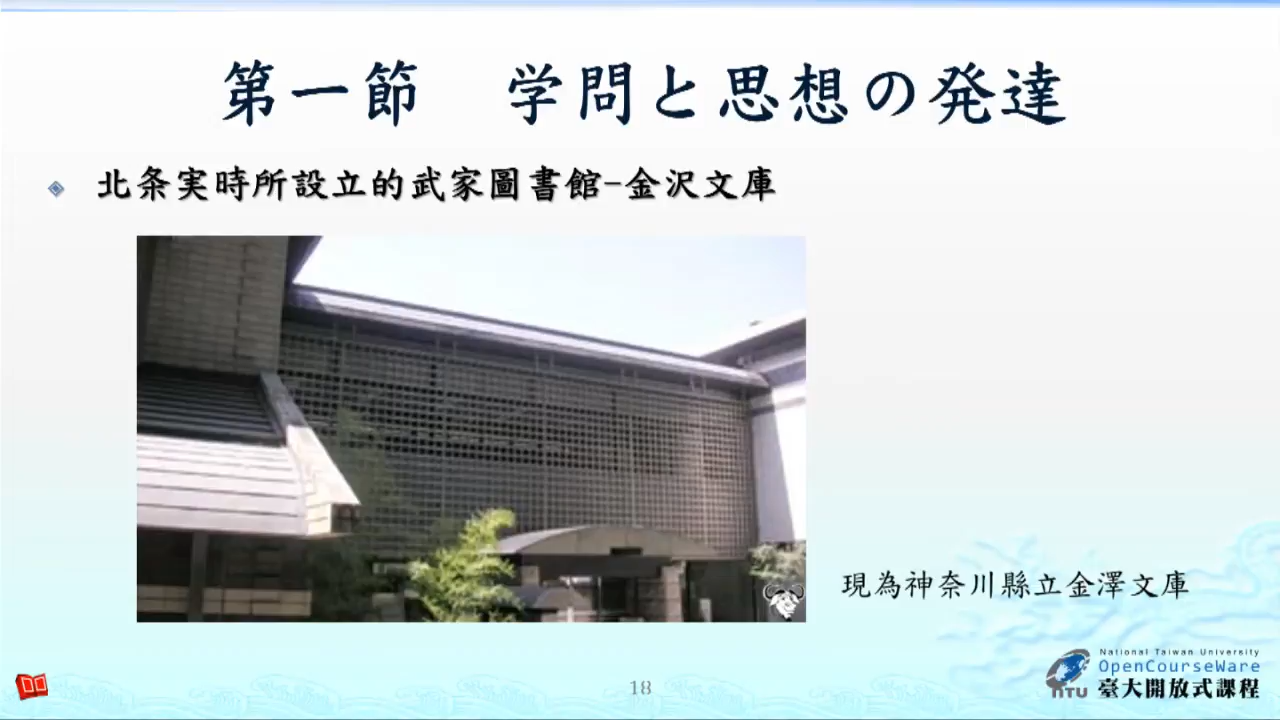 第一節　学問と思想の発達
北条実時所設立的武家圖書館-金沢文庫
現為神奈川縣立金澤文庫
18
National Taiwan University
OpenCourseWare
臺大開放式課程
NTU